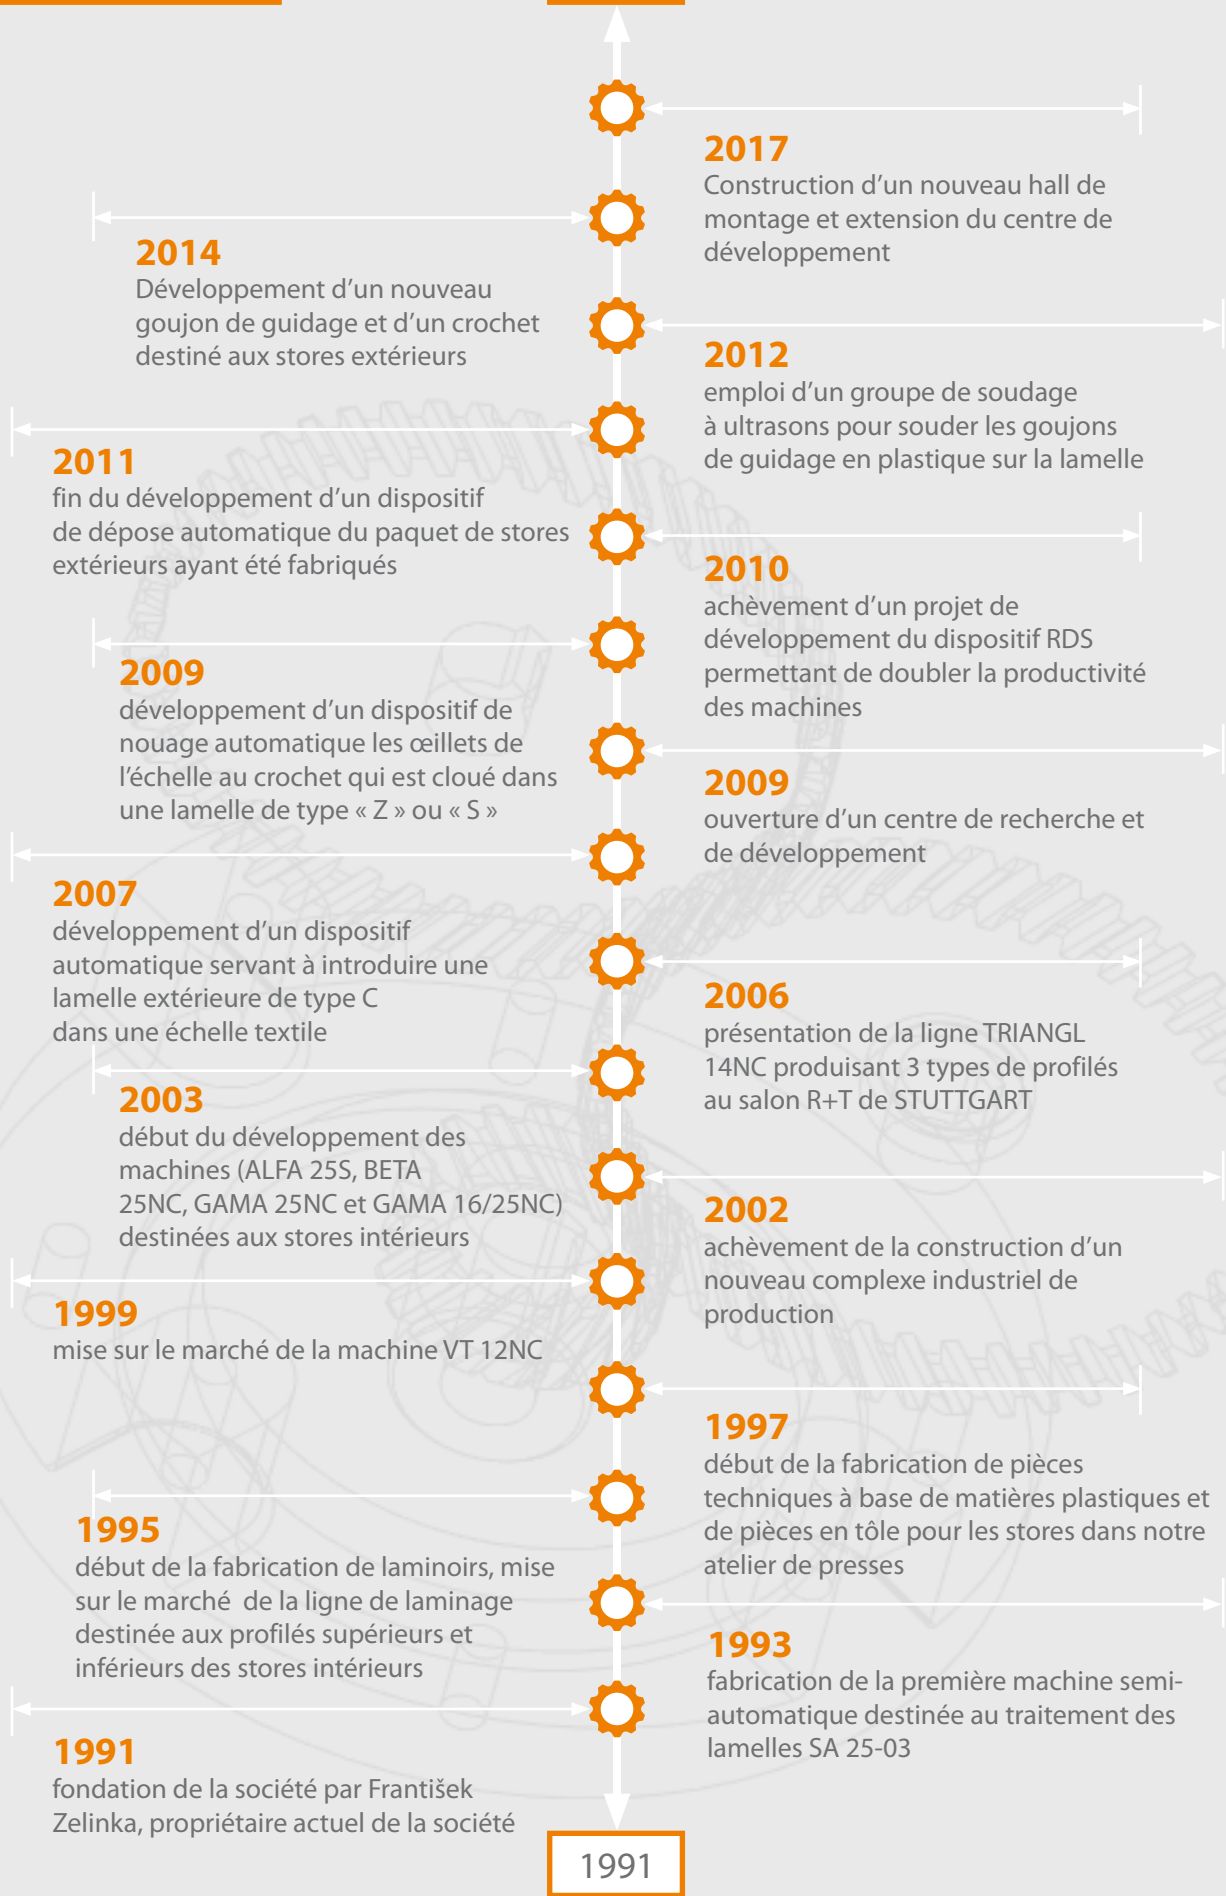 2017
Construction d'un nouveau hall de
montage et extension du centre de
développement
2014
Développement d'un nouveau
goujon de guidage et d'un crochet
destiné aux stores extérieurs
2012
emploi d'un groupe de soudage
à ultrasons pour souder les goujons
de guidage en plastique sur la lamelle
2011
fin du développement d'un dispositif
de dépose automatique du paquet de stores
extérieurs ayant été fabriqués
2010
achèvement d'un projet de
développement du dispositif RDS
permettant de doubler la productivité
des machines
2009
développement d'un dispositif de
nouage automatique les œillets de
l'échelle au crochet qui est cloué dans
une lamelle de type « Z » ou « S »
2009
ouverture d'un centre de recherche et
de développement
2007
développement d'un dispositif
automatique servant à introduire une
lamelle extérieure de type C
dans une échelle textile
2006
présentation de la ligne TRIANGL
14NC produisant 3 types de profilés
au salon R+T de STUTTGART
2003
début du développement des
machines (ALFA 25S, BETA
25NC, GAMA 25NC et GAMA 16/25NC)
destinées aux stores intérieurs
2002
achèvement de la construction d'un
nouveau complexe industriel de
production
1999
mise sur le marché de la machine VT 12NC
1997
début de la fabrication de pièces
techniques à base de matières plastiques et
de pièces en tôle pour les stores dans notre
atelier de presses
1995
début de la fabrication de laminoirs, mise
sur le marché  de la ligne de laminage
destinée aux profilés supérieurs et
inférieurs des stores intérieurs
1993
fabrication de la première machine semi-
automatique destinée au traitement des
lamelles SA 25-03
1991
fondation de la société par František
Zelinka, propriétaire actuel de la société
1991